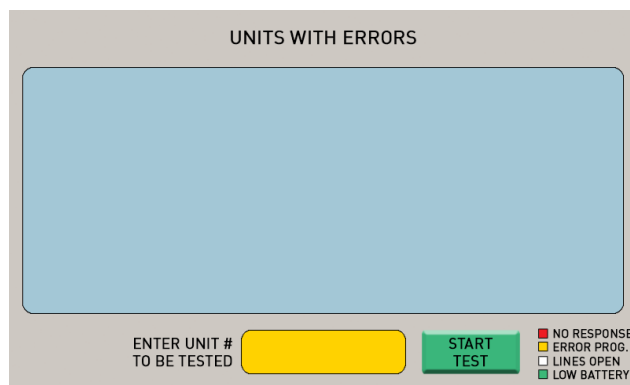 UNITS WITH ERRORS
ENTER UNIT #
TO BE TESTED
START
TEST
NO RESPONSE
ERROR PROG.
LINES OPEN
LOW BATTERY